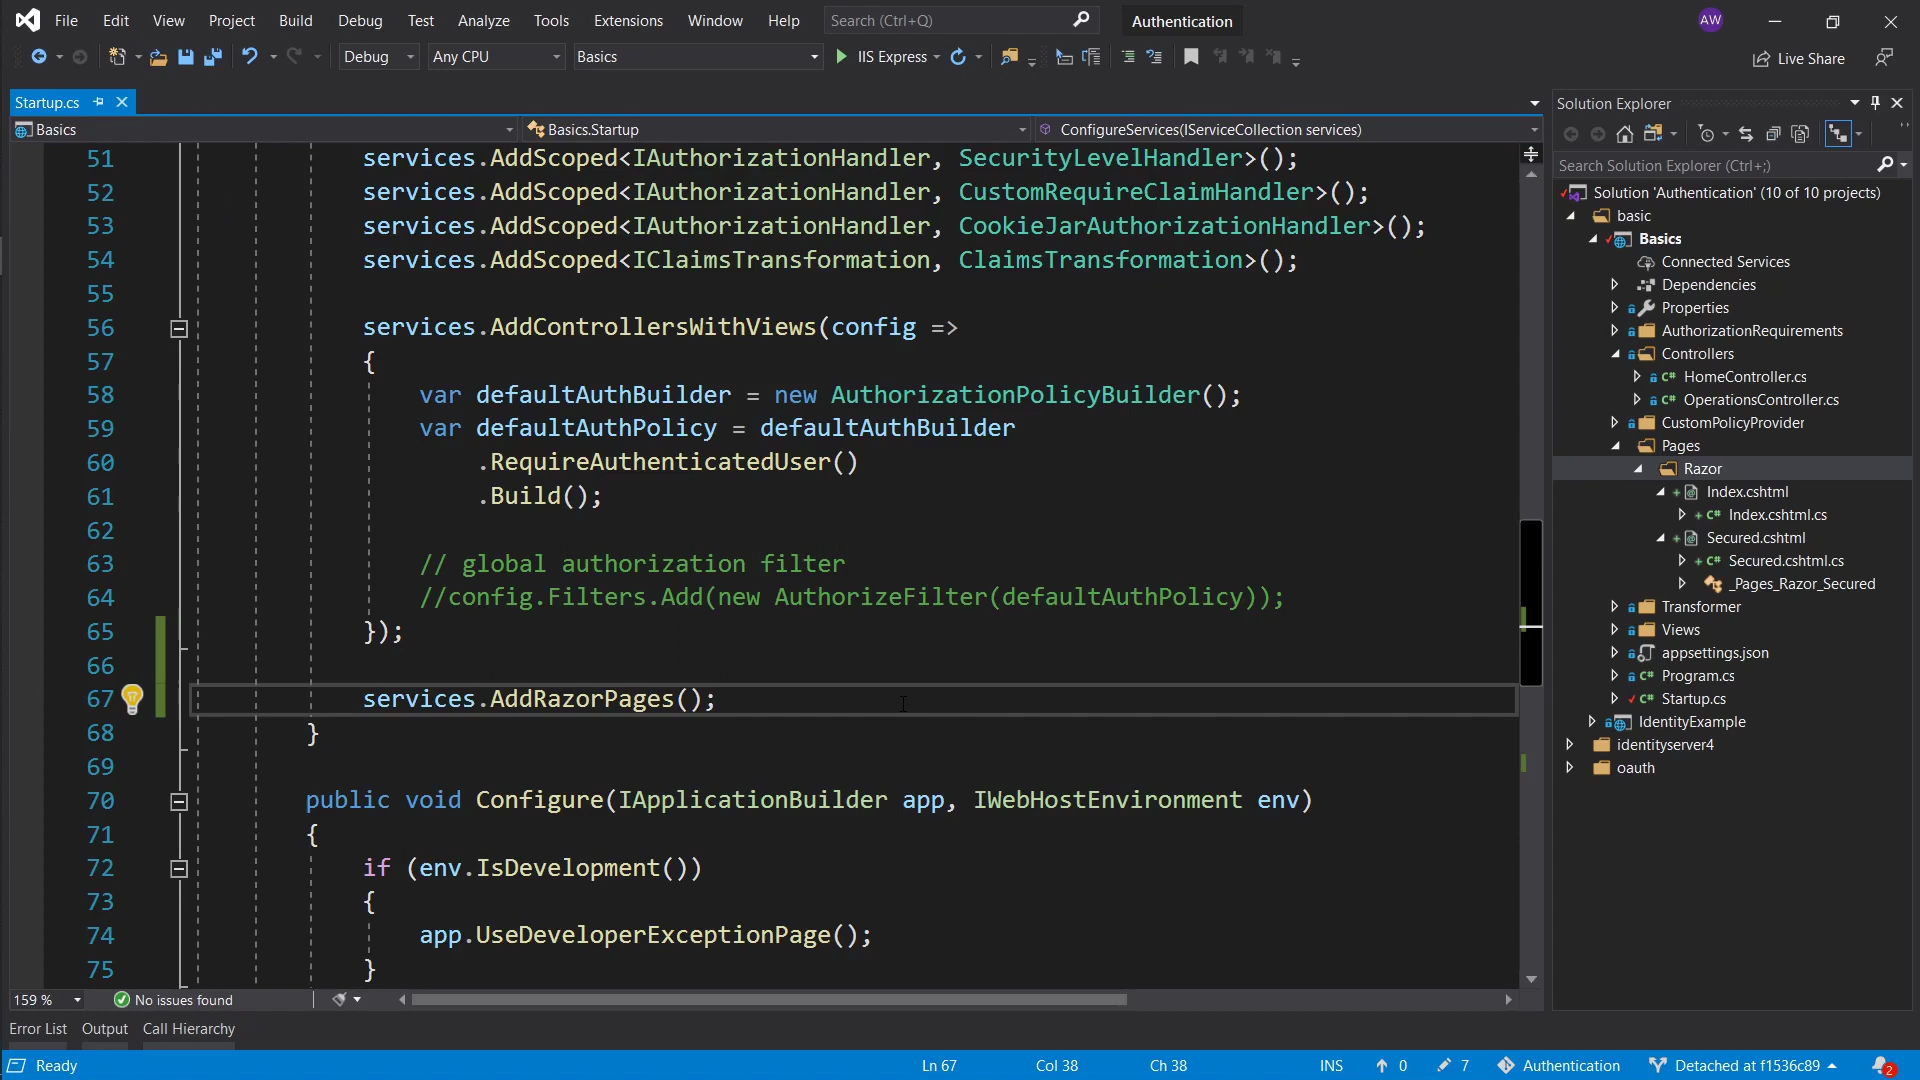 File Edit View Project Build Debug Test Analyze Tools Extensions Window Help Search (Ctrl+Q) Authentication AW
Debug Any CPU Basics IIS Express Live Share
Startup.cs
Basics Basics.Startup ConfigureServices(IServiceCollection services)
51 services.AddScoped<IAuthorizationHandler, SecurityLevelHandler>();
52 services.AddScoped<IAuthorizationHandler, CustomRequireClaimHandler>();
53 services.AddScoped<IAuthorizationHandler, CookieJarAuthorizationHandler>();
54 services.AddScoped<IClaimsTransformation, ClaimsTransformation>();
55
56 services.AddControllersWithViews(config =>
57 {
58 var defaultAuthBuilder = new AuthorizationPolicyBuilder();
59 var defaultAuthPolicy = defaultAuthBuilder
60 .RequireAuthenticatedUser()
61 .Build();
62
63 // global authorization filter
64 //config.Filters.Add(new AuthorizeFilter(defaultAuthPolicy));
65 });
66
67 services.AddRazorPages();
68 }
69
70 public void Configure(IApplicationBuilder app, IWebHostEnvironment env)
71 {
72 if (env.IsDevelopment())
73 {
74 app.UseDeveloperExceptionPage();
75 }
159 % No issues found
Error List Output Call Hierarchy
Solution Explorer
Search Solution Explorer (Ctrl+;)
Solution 'Authentication' (10 of 10 projects)
basic
Basics
Connected Services
Dependencies
Properties
AuthorizationRequirements
Controllers
C# HomeController.cs
C# OperationsController.cs
CustomPolicyProvider
Pages
Razor
Index.cshtml
C# Index.cshtml.cs
Secured.cshtml
C# Secured.cshtml.cs
_Pages_Razor_Secured
Transformer
Views
appsettings.json
C# Program.cs
C# Startup.cs
IdentityExample
identityserver4
oauth
Ready Ln 67 Col 38 Ch 38 INS 0 7 Authentication Detached at f1536c89 2